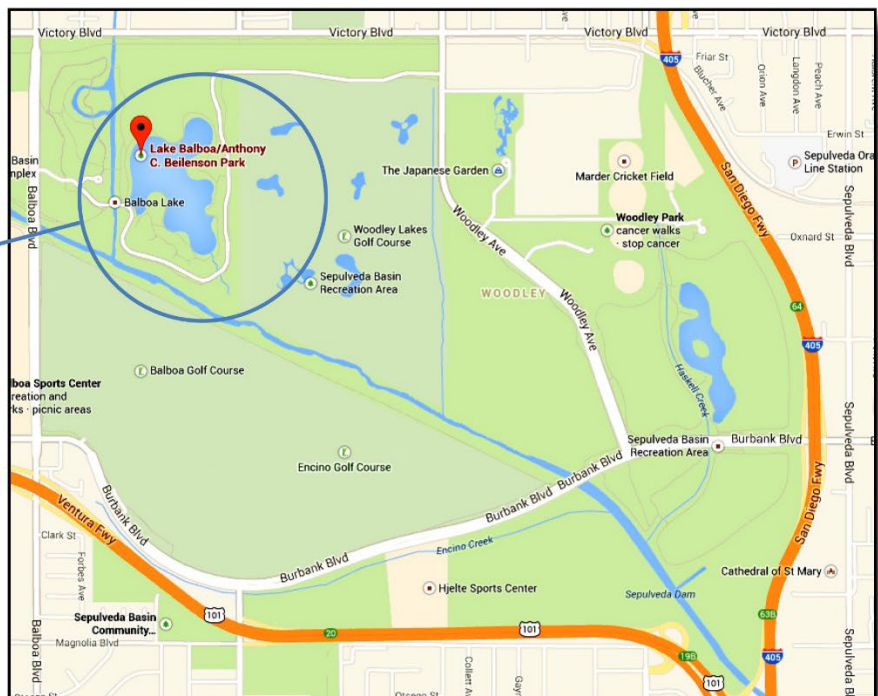 Victory Blvd
Victory Blvd
Victory Blvd
Victory Blvd
405
Friar St
Blucher Ave
Orion Ave
Langdon Ave
Peach Ave
Erwin St
Sepulveda Ora
Line Station
Lake Balboa/Anthony
C. Beilenson Park
Basin
nplex
Balboa Lake
Balboa Blvd
The Japanese Garden
Marder Cricket Field
San Diego Fwy
Sepulveda Blvd
Woodley Park
cancer walks
· stop cancer
Oxnard St
Woodley Ave
Woodley Lakes
Golf Course
Sepulveda Basin
Recreation Area
WOODLEY
Woodley Ave
64
405
Haskell Creek
Balboa Golf Course
lboa Sports Center
reation and
rks · picnic areas
Sepulveda Blvd
Encino Golf Course
Sepulveda Basin
Recreation Area
Burbank Blvd
Burbank Blvd
Burbank Blvd
Burbank Blvd
Burbank Blvd
Ventura Fwy
San Diego Fwy
Clark St
Forbes Ave
Encino Creek
Hjelte Sports Center
Cathedral of St Mary
Sepulveda Dam
Sepulveda Basin
Community...
101
20
101
63B
Balboa Blvd
Magnolia Blvd
19B
405
101
Sepulveda Bl
Collett Ave
Otsego St